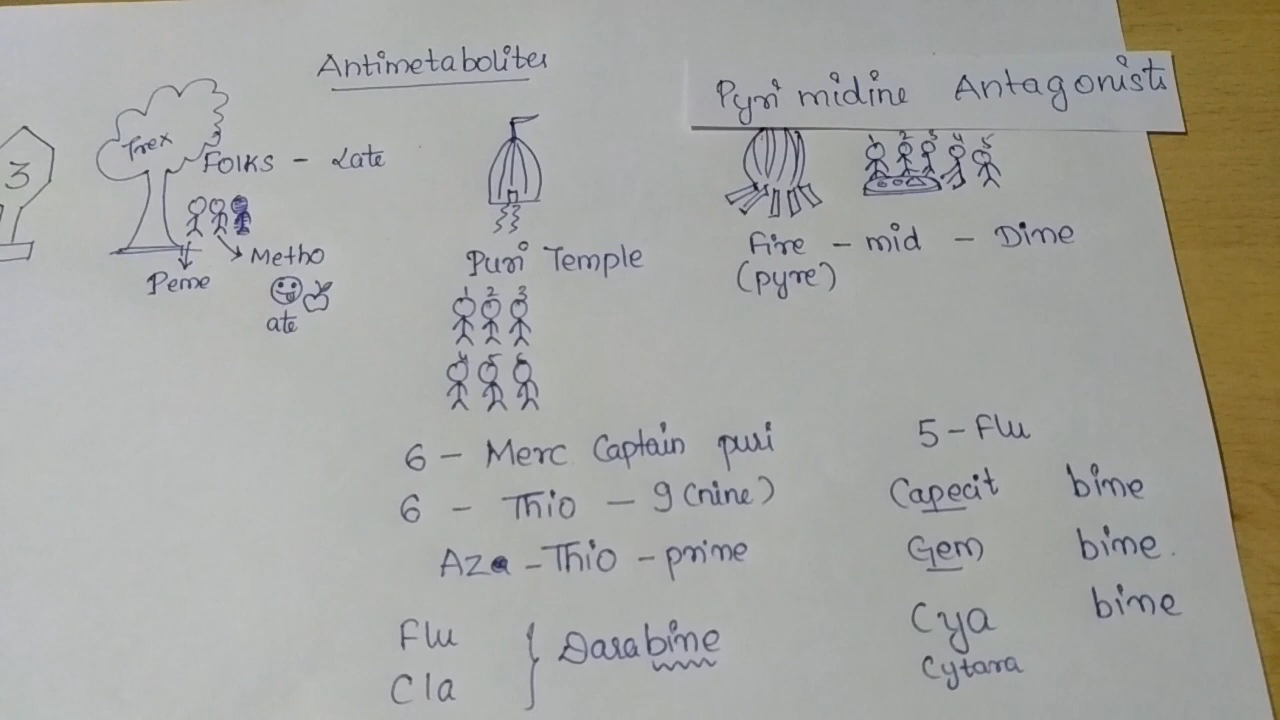 Antimetabolites
Pyrimidine Antagonists
3
Trex
FOLKS - Late
Metho
Peme
ate
Puri Temple
1 2 3
4 5 6
1 2 3 4 5
Fire - mid - Dine
(pyre)
6 - Merc Captain puri
6 - Thio - 9 (nine)
Aza - Thio - prine
Flu
Cla
} Darabine
5 - Flu
Capecit bine
Gem bine.
Cya bine
Cytara